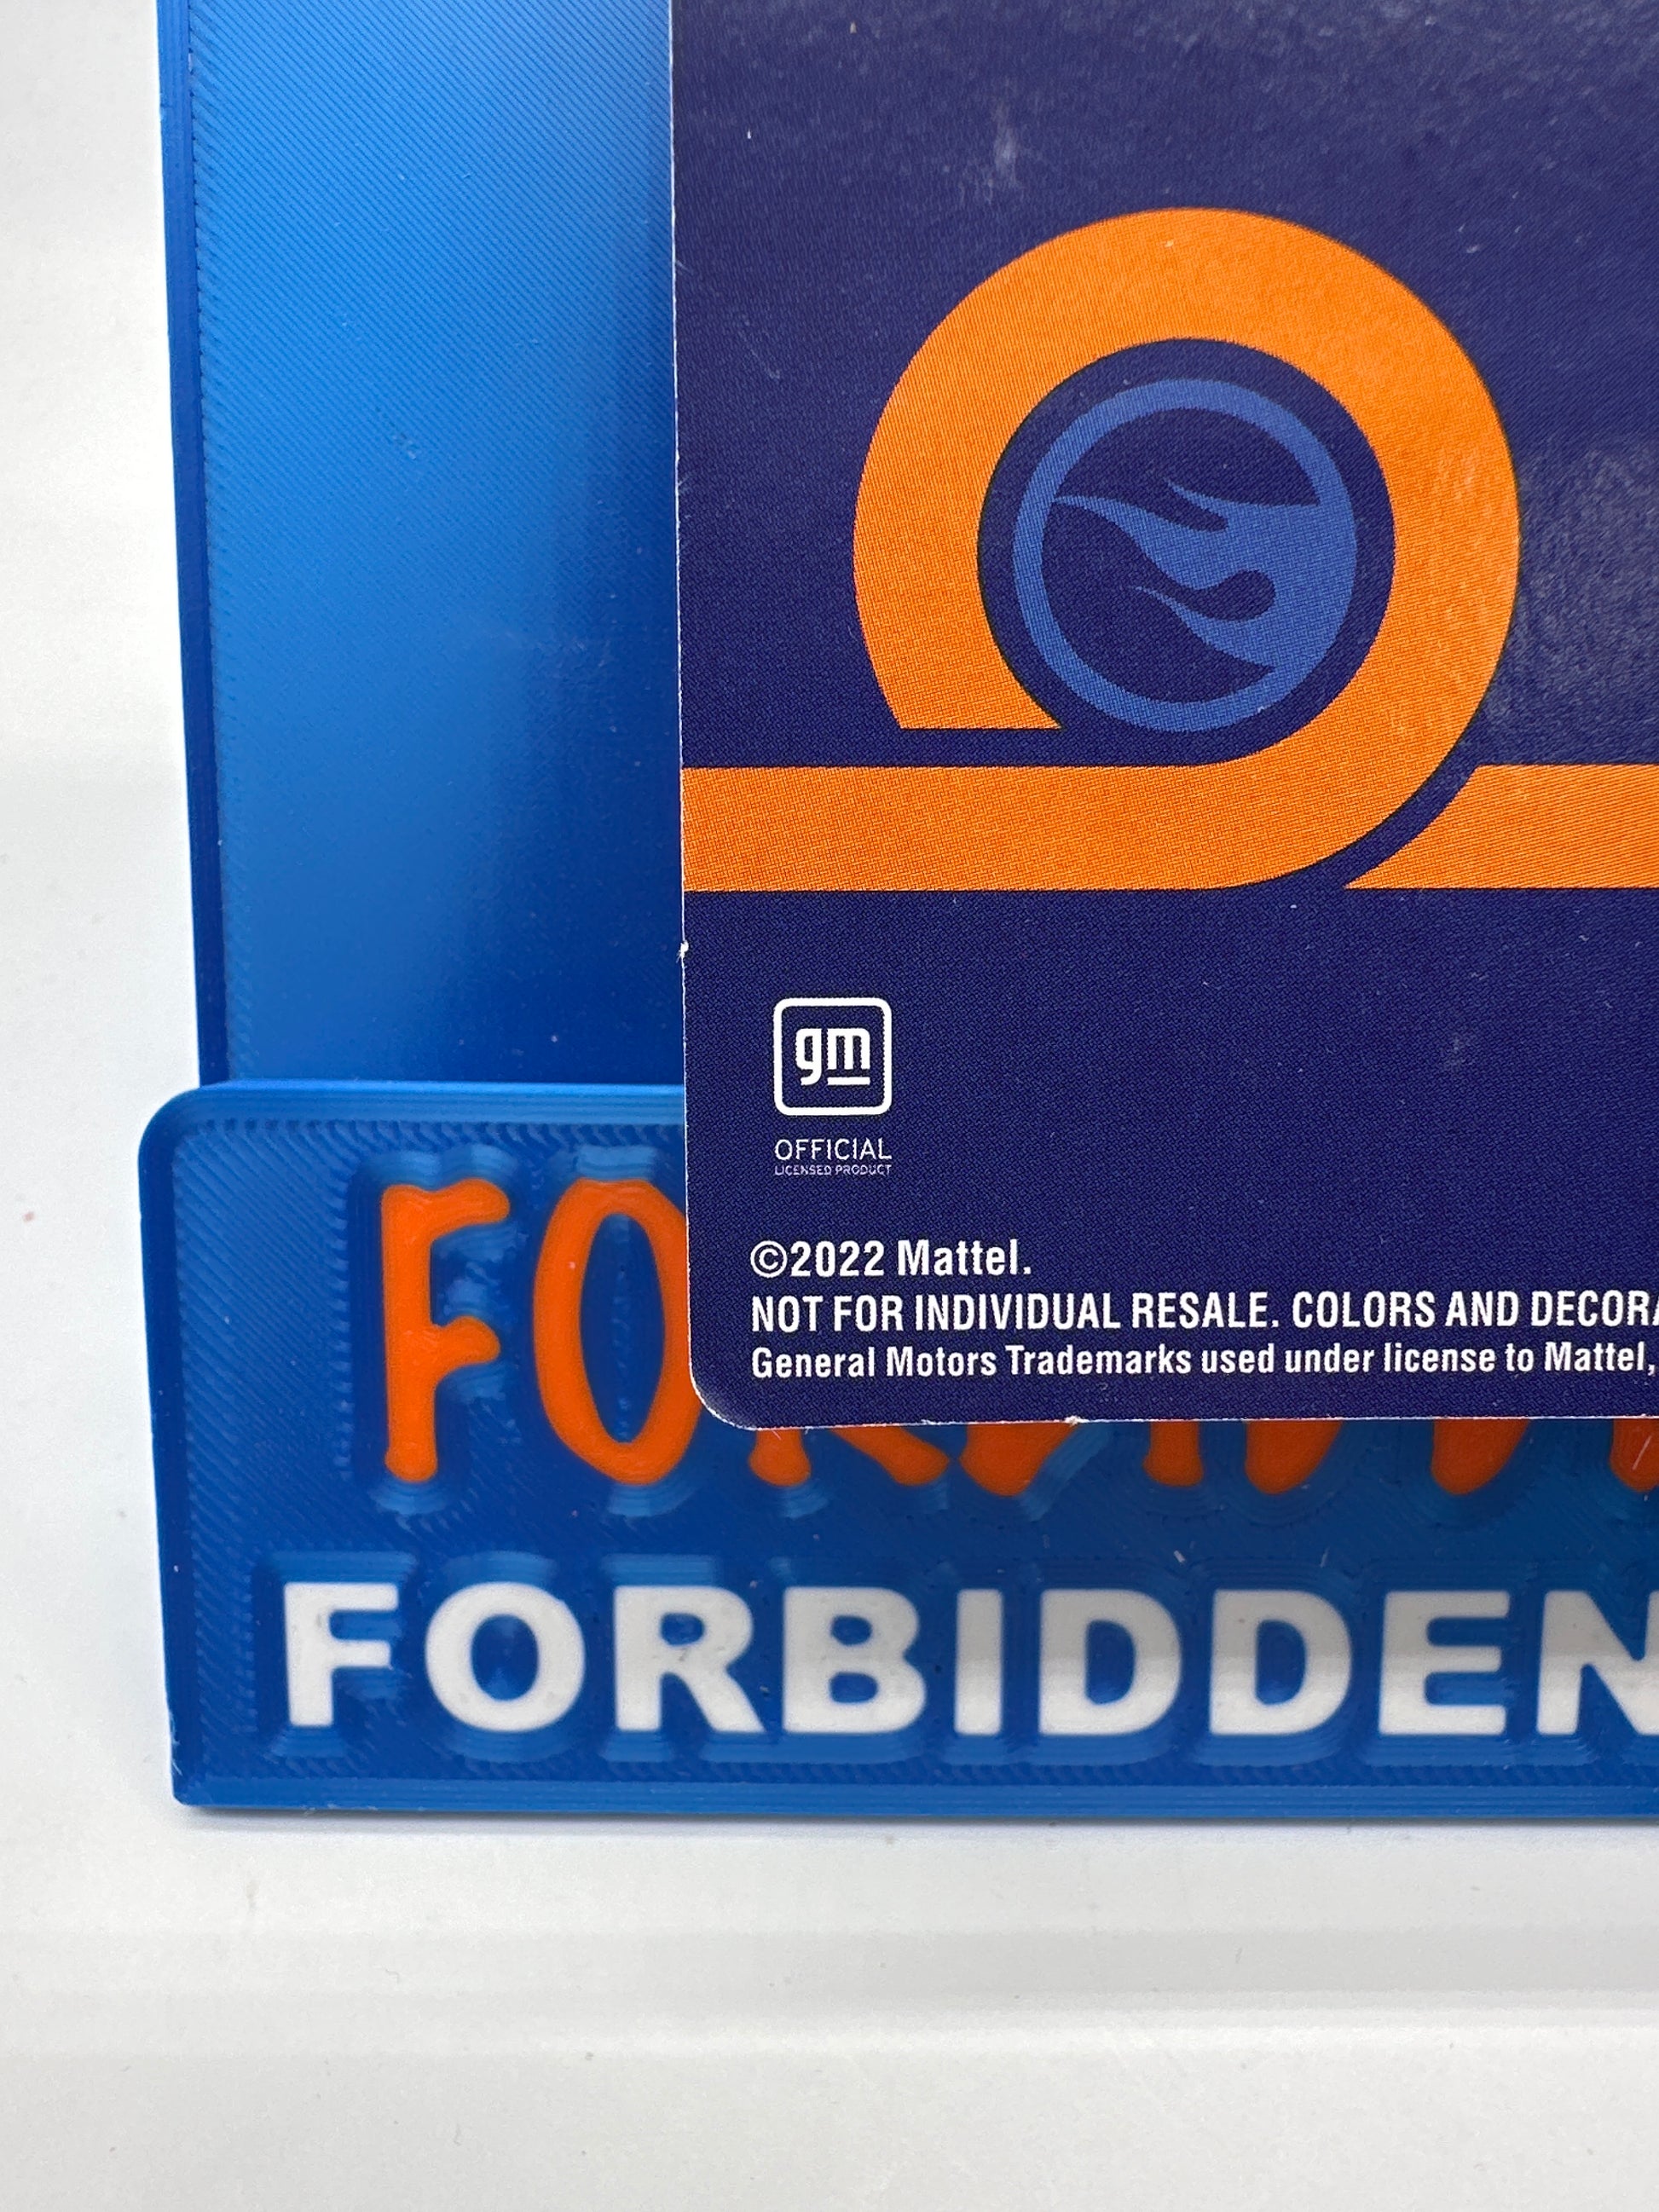 gm
OFFICIAL
LICENSED PRODUCT
©2022 Mattel.
NOT FOR INDIVIDUAL RESALE. COLORS AND
General Motors Trademarks used under license to Mattel,
FO
FORBIDDEN